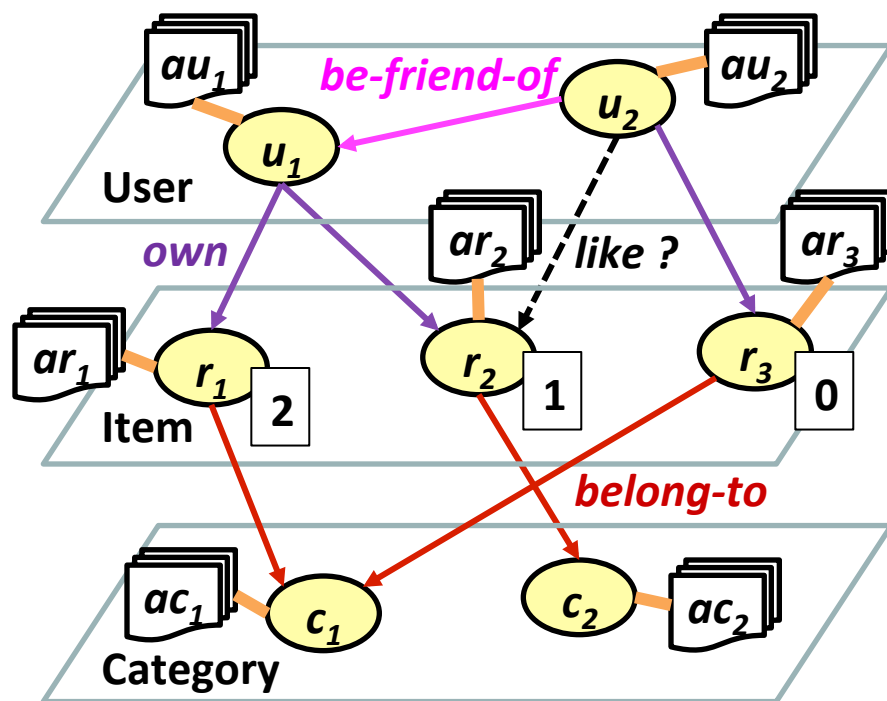 au1
be-friend-of
au2
u2
u1
User
ar2
ar3
own
like ?
ar1
r1
r2
r3
2
1
0
Item
belong-to
ac1
c1
c2
ac2
Category